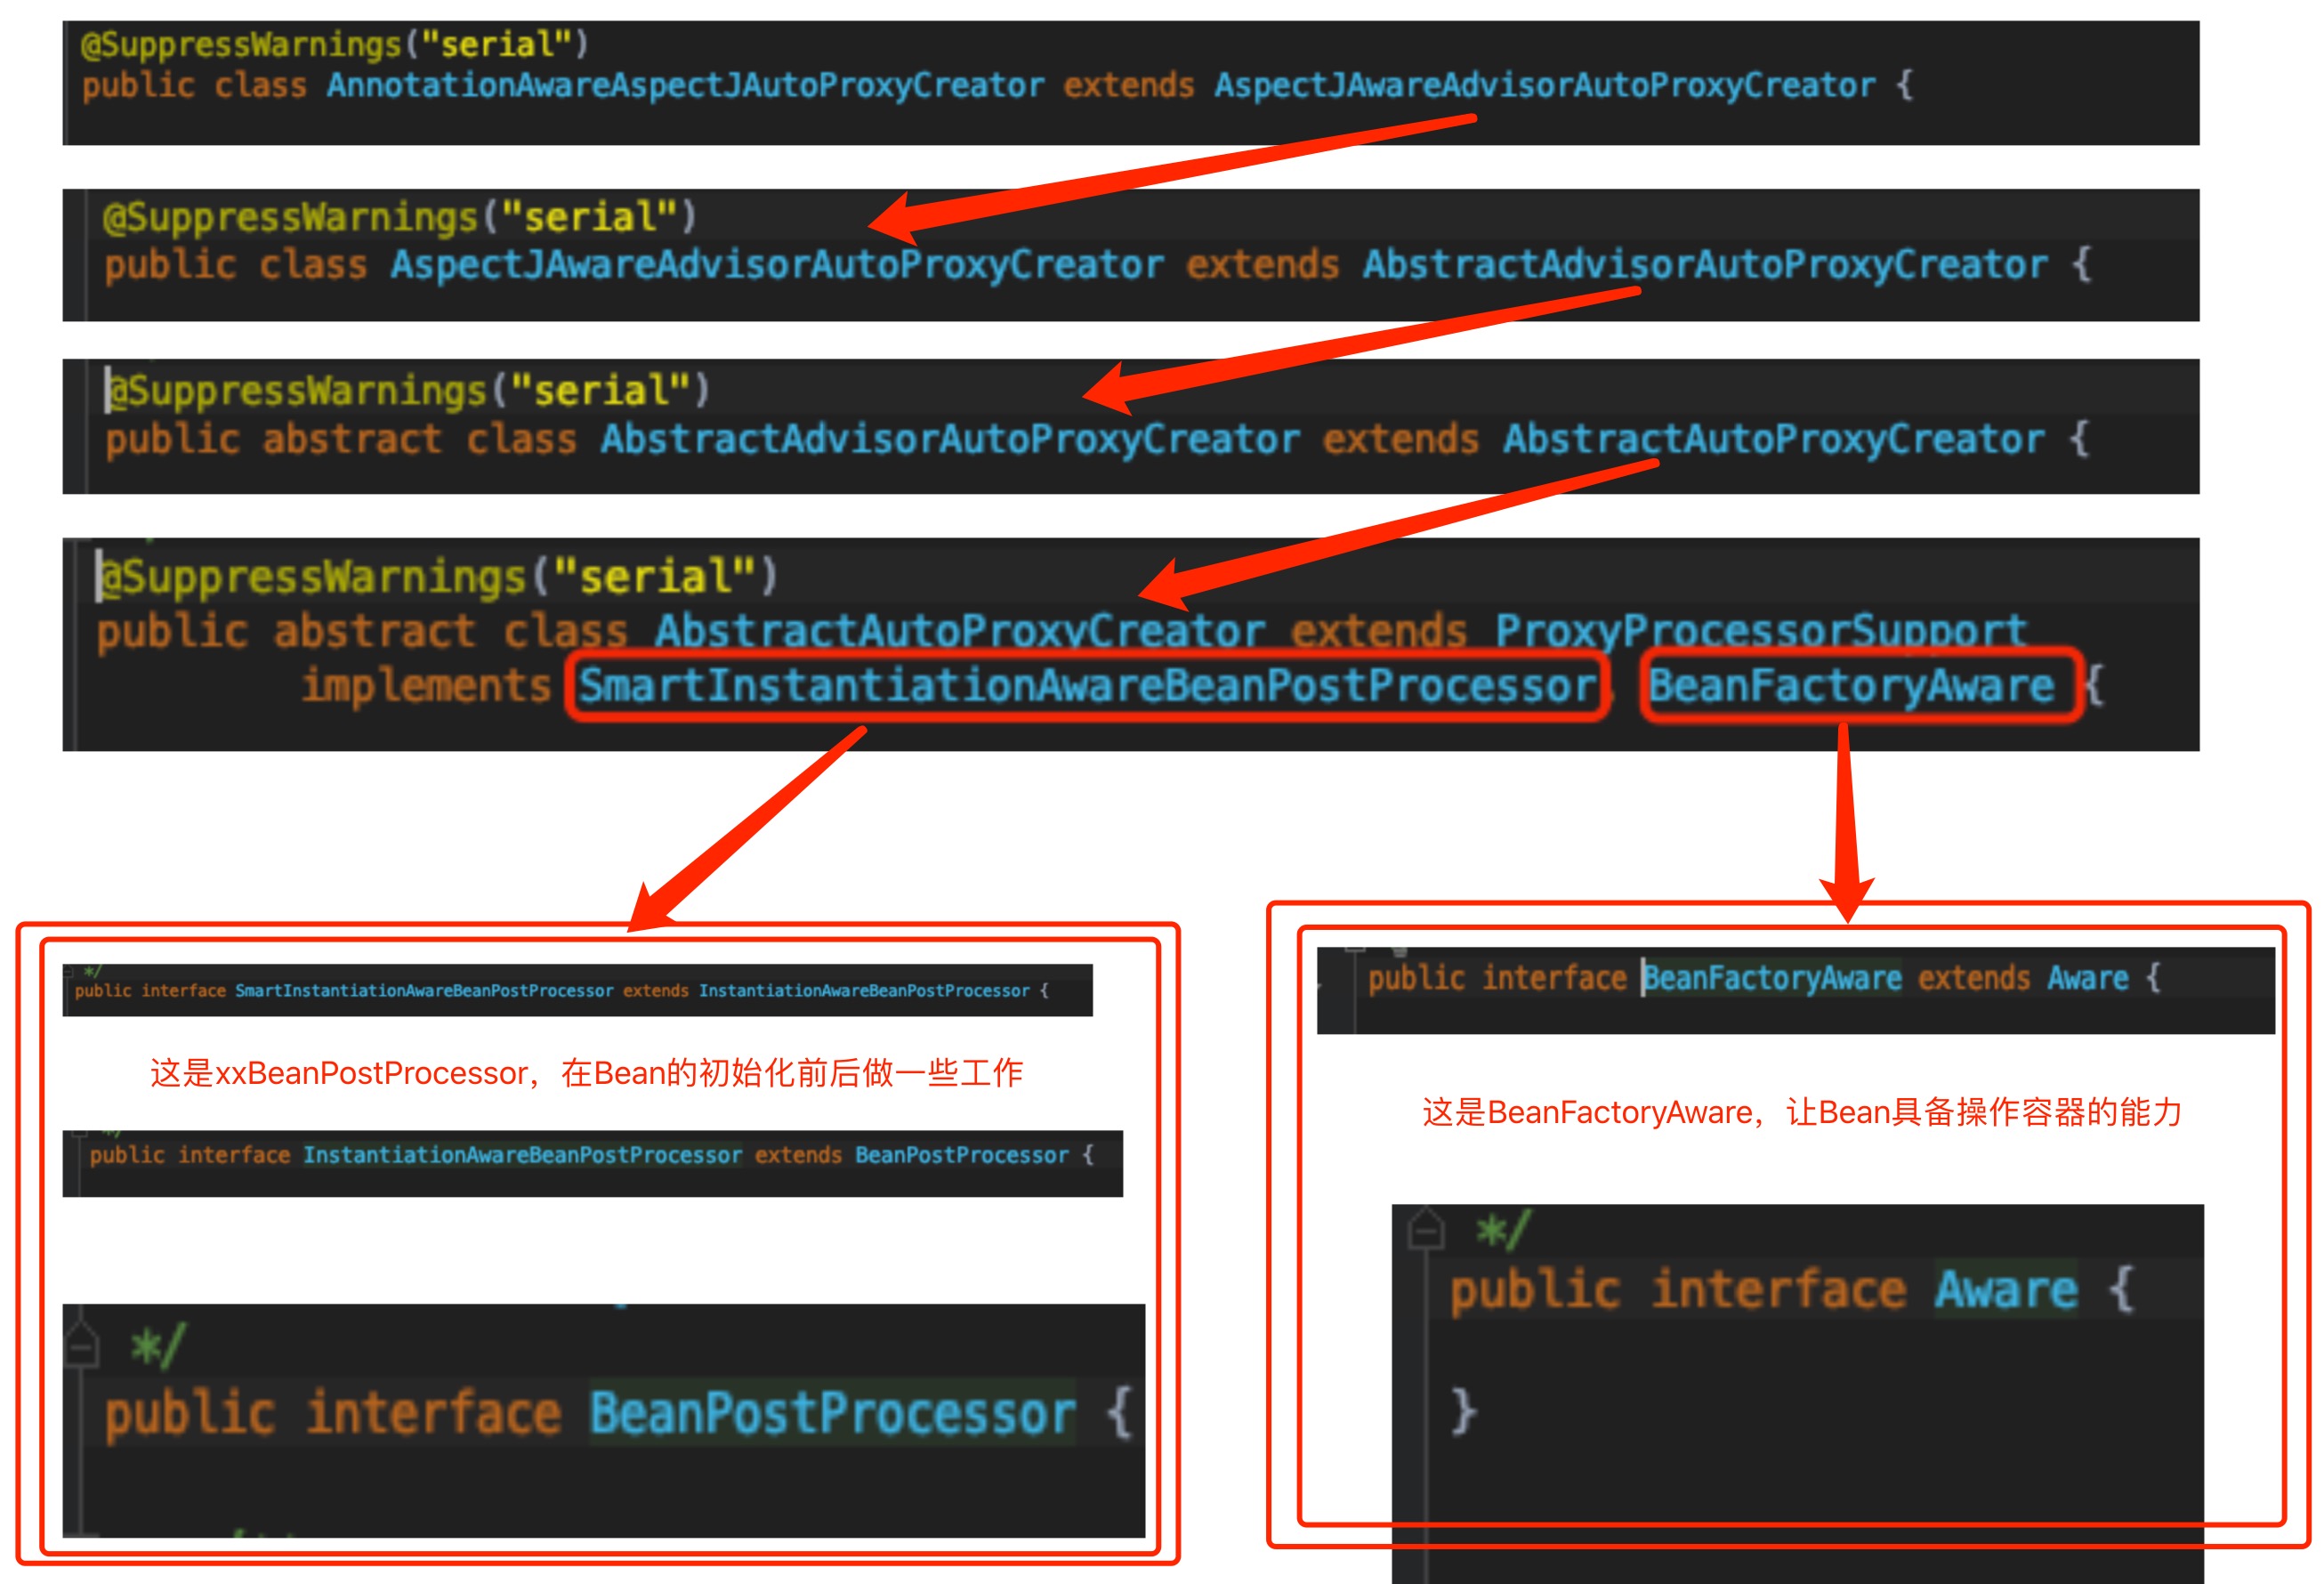 @SuppressWarnings("serial")
public class AnnotationAwareAspectJAutoProxyCreator extends AspectJAwareAdvisorAutoProxyCreator {
@SuppressWarnings("serial")
public class AspectJAwareAdvisorAutoProxyCreator extends AbstractAdvisorAutoProxyCreator {
@SuppressWarnings("serial")
public abstract class AbstractAdvisorAutoProxyCreator extends AbstractAutoProxyCreator {
@SuppressWarnings("serial")
public abstract class AbstractAutoProxyCreator extends ProxyProcessorSupport
implements SmartInstantiationAwareBeanPostProcessor, BeanFactoryAware {
*/
public interface SmartInstantiationAwareBeanPostProcessor extends InstantiationAwareBeanPostProcessor {
这是xxBeanPostProcessor，在Bean的初始化前后做一些工作
*/
public interface InstantiationAwareBeanPostProcessor extends BeanPostProcessor {
*/
public interface BeanPostProcessor {
public interface BeanFactoryAware extends Aware {
这是BeanFactoryAware，让Bean具备操作容器的能力
*/
public interface Aware {
}